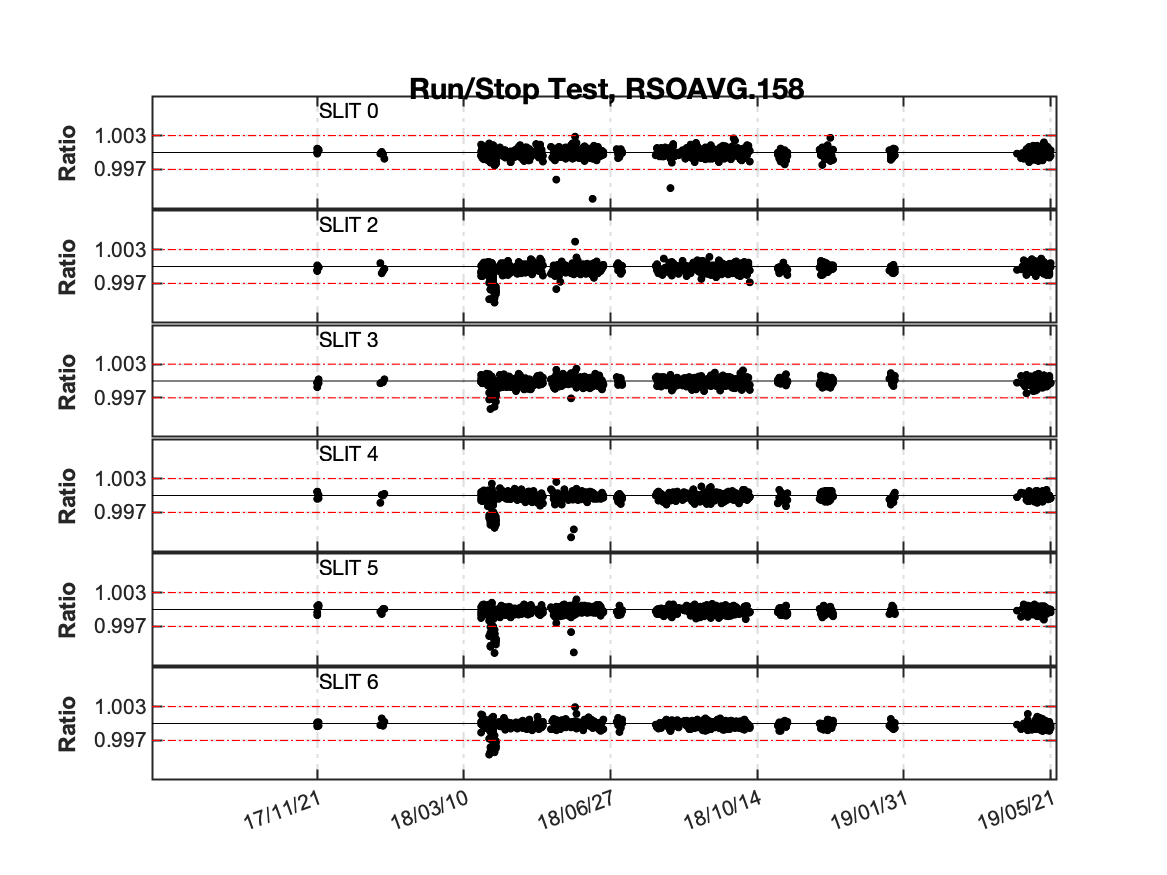 Run/Stop Test, RSOAVG.158
SLIT 0
Ratio
1.003
0.997
SLIT 2
Ratio
1.003
0.997
SLIT 3
Ratio
1.003
0.997
SLIT 4
Ratio
1.003
0.997
SLIT 5
Ratio
1.003
0.997
SLIT 6
Ratio
1.003
0.997
17/11/21 18/03/10 18/06/27 18/10/14 19/01/31 19/05/21